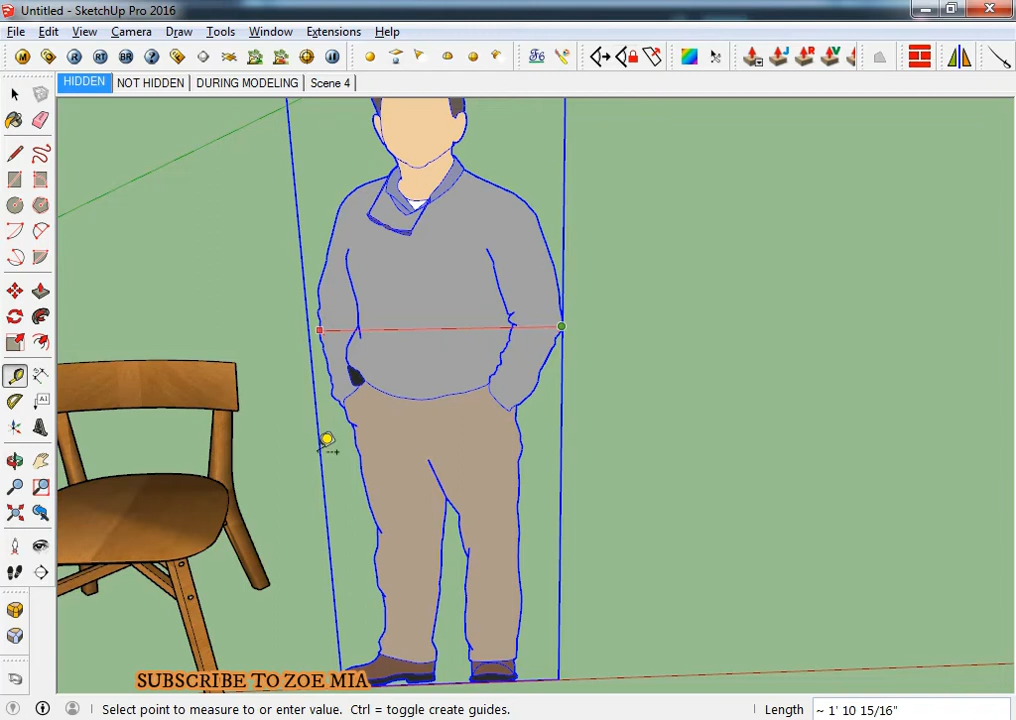 Untitled - SketchUp Pro 2016
File Edit View Camera Draw Tools Window Extensions Help
HIDDEN NOT HIDDEN DURING MODELING Scene 4
SUBSCRIBE TO ZOE MIA
Select point to measure to or enter value. Ctrl = toggle create guides. Length ~ 1' 10 15/16"